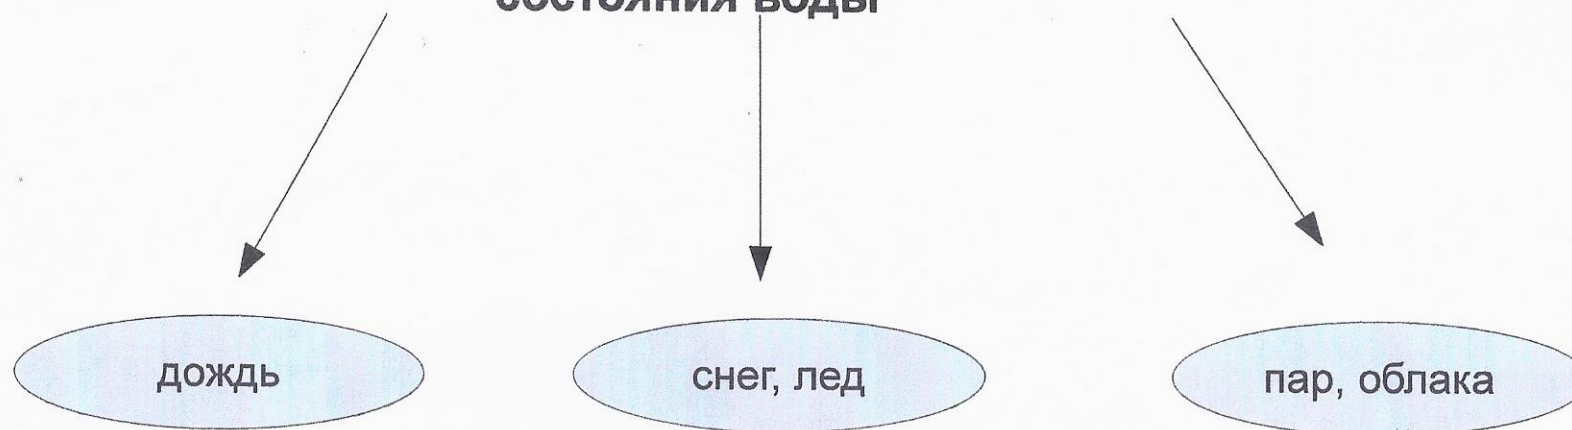 состояния воды
дождь
снег, лед
пар, облака